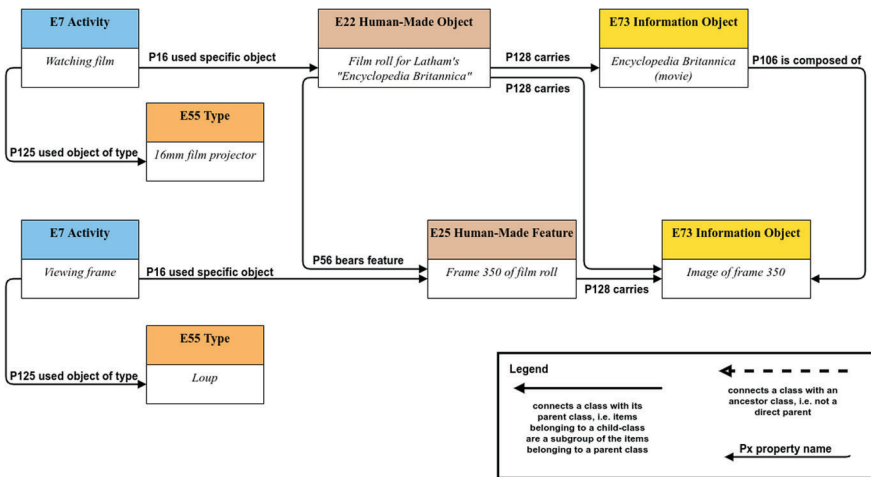 E7 Activity
Watching film
P16 used specific object
E22 Human-Made Object
Film roll for Latham's
"Encyclopedia Britannica"
P128 carries
P128 carries
E73 Information Object
Encyclopedia Britannica
(movie)
P106 is composed of
E55 Type
16mm film projector
P125 used object of type
E7 Activity
Viewing frame
P16 used specific object
P56 bears feature
E25 Human-Made Feature
Frame 350 of film roll
P128 carries
E73 Information Object
Image of frame 350
E55 Type
Loup
P125 used object of type
Legend
connects a class with its
parent class, i.e. items
belonging to a child-class
are a subgroup of the items
belonging to a parent class
connects a class with an
ancestor class, i.e. not a
direct parent
Px property name